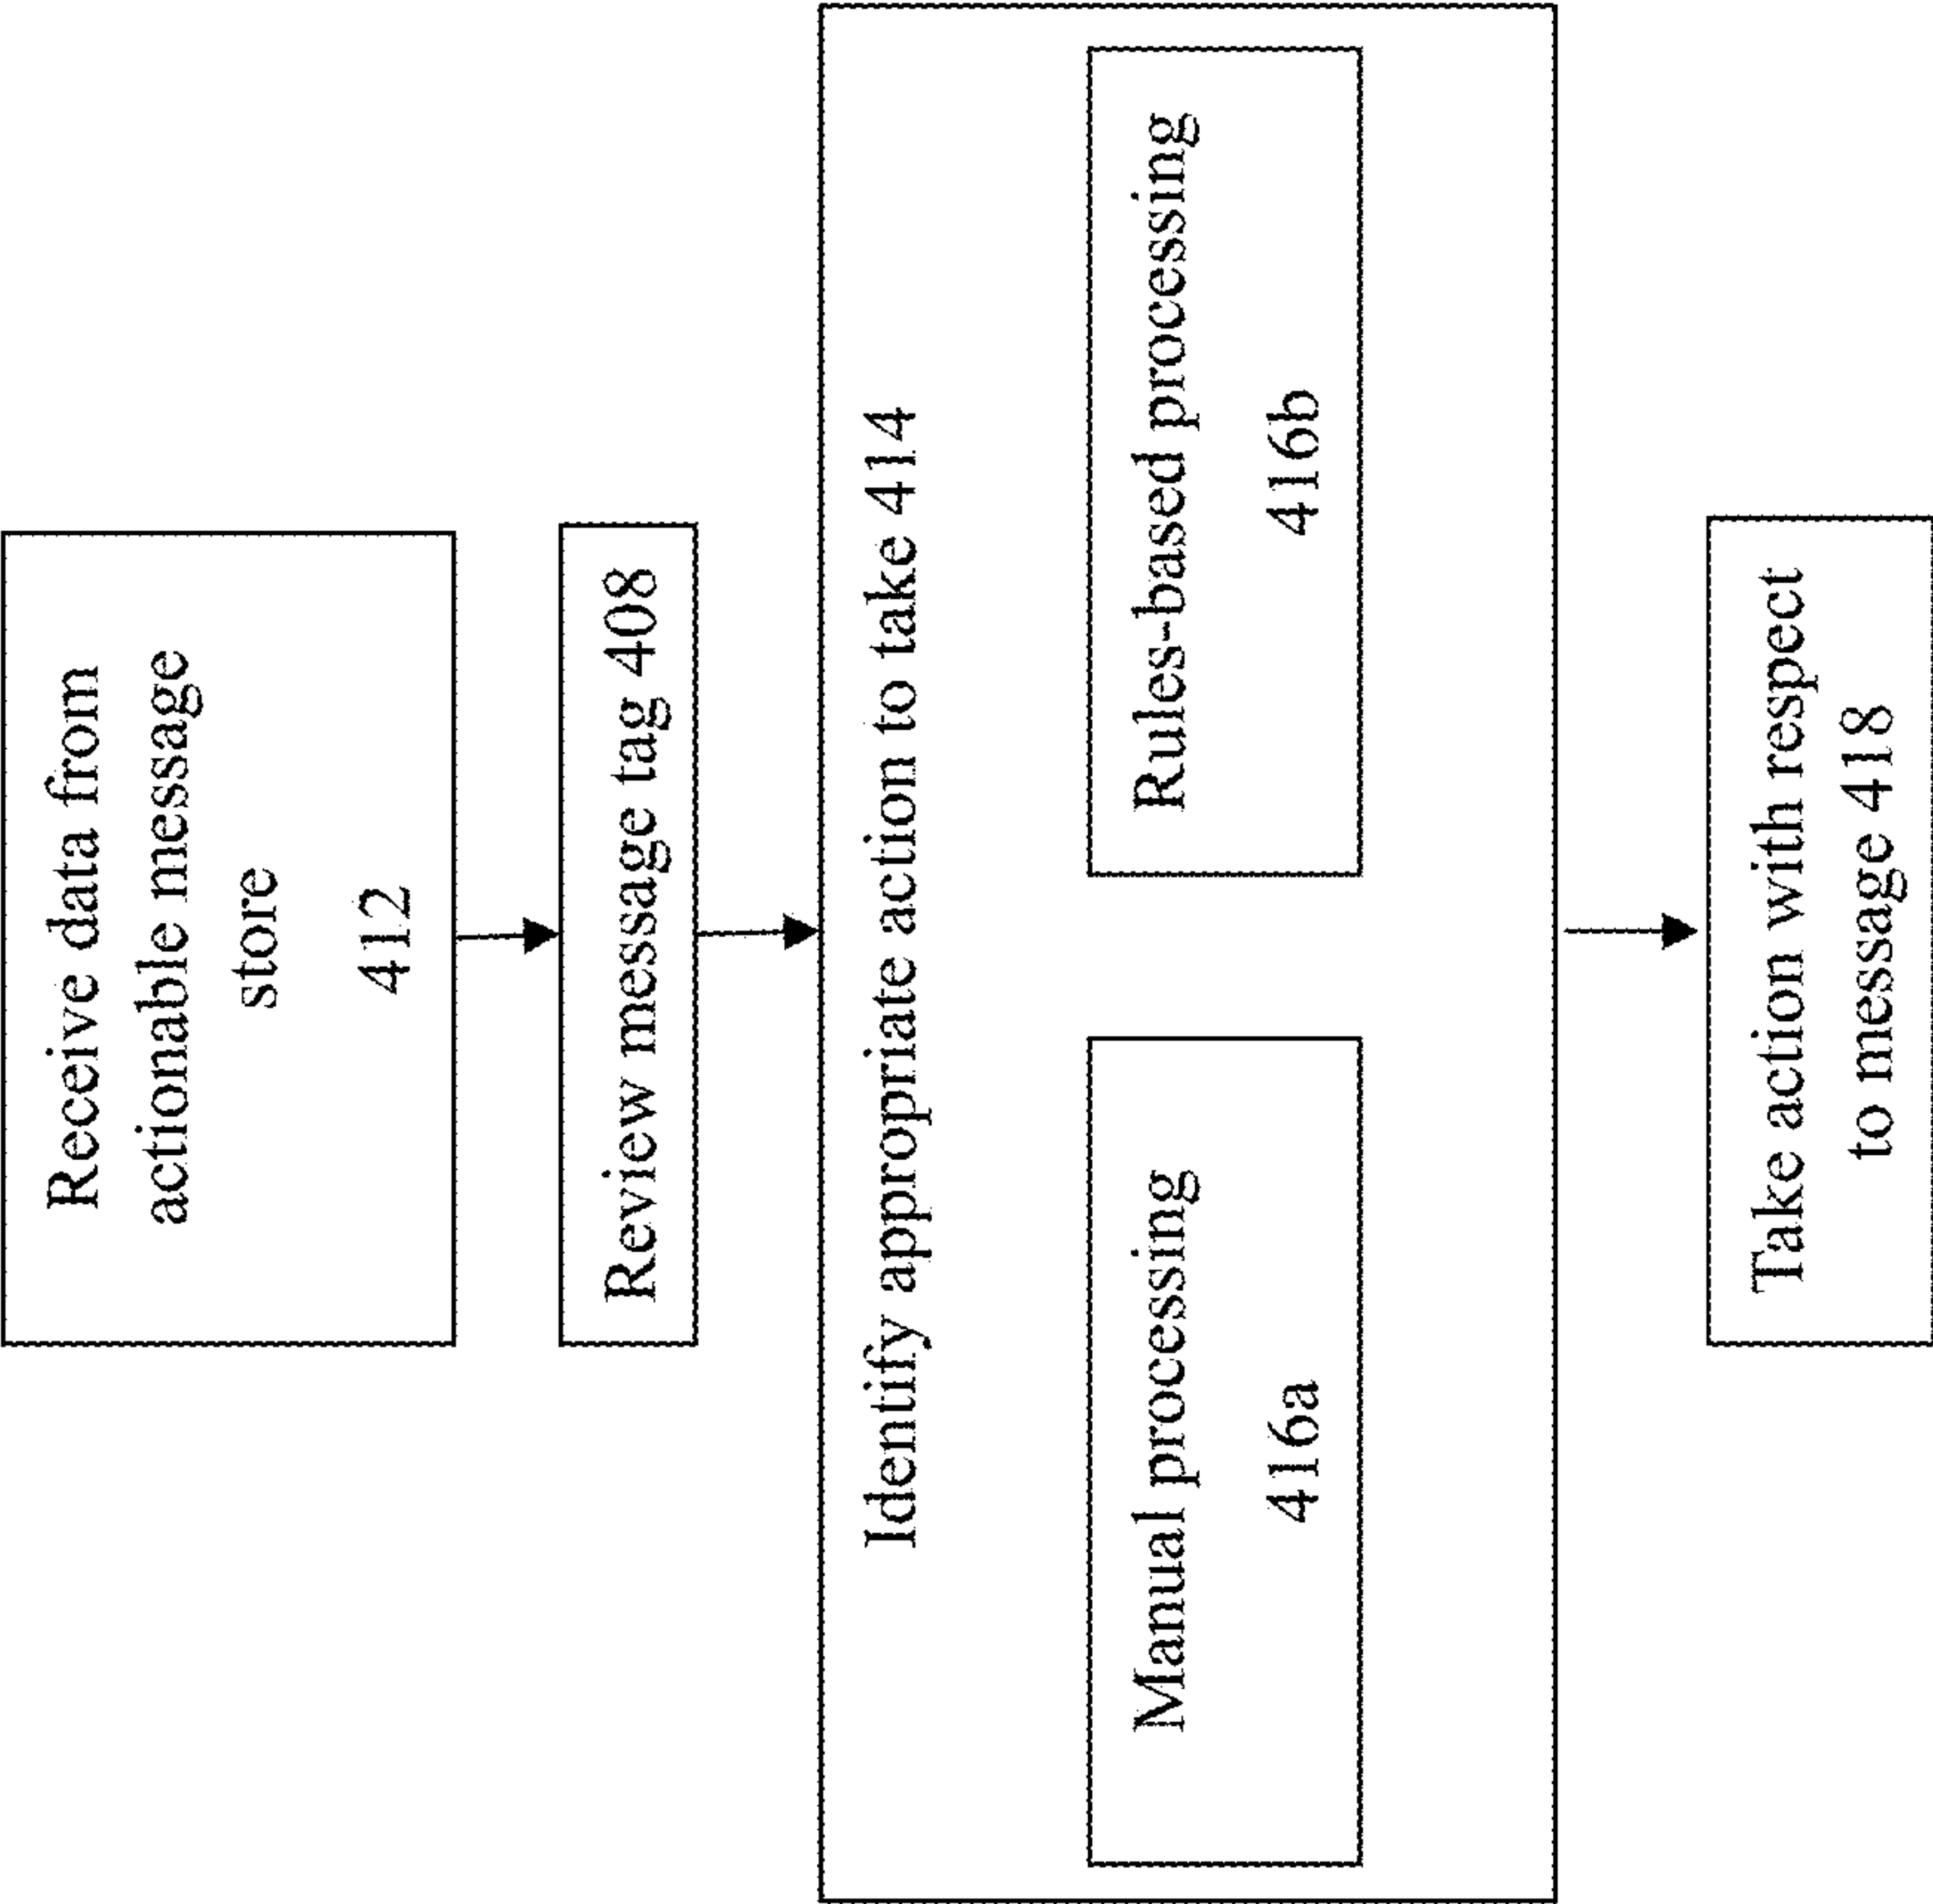 Receive data from
actionable message
store
412
Review message tag 408
Identify appropriate action to take 414
Manual processing
416a
Rules-based processing
416b
Take action with respect
to message 418